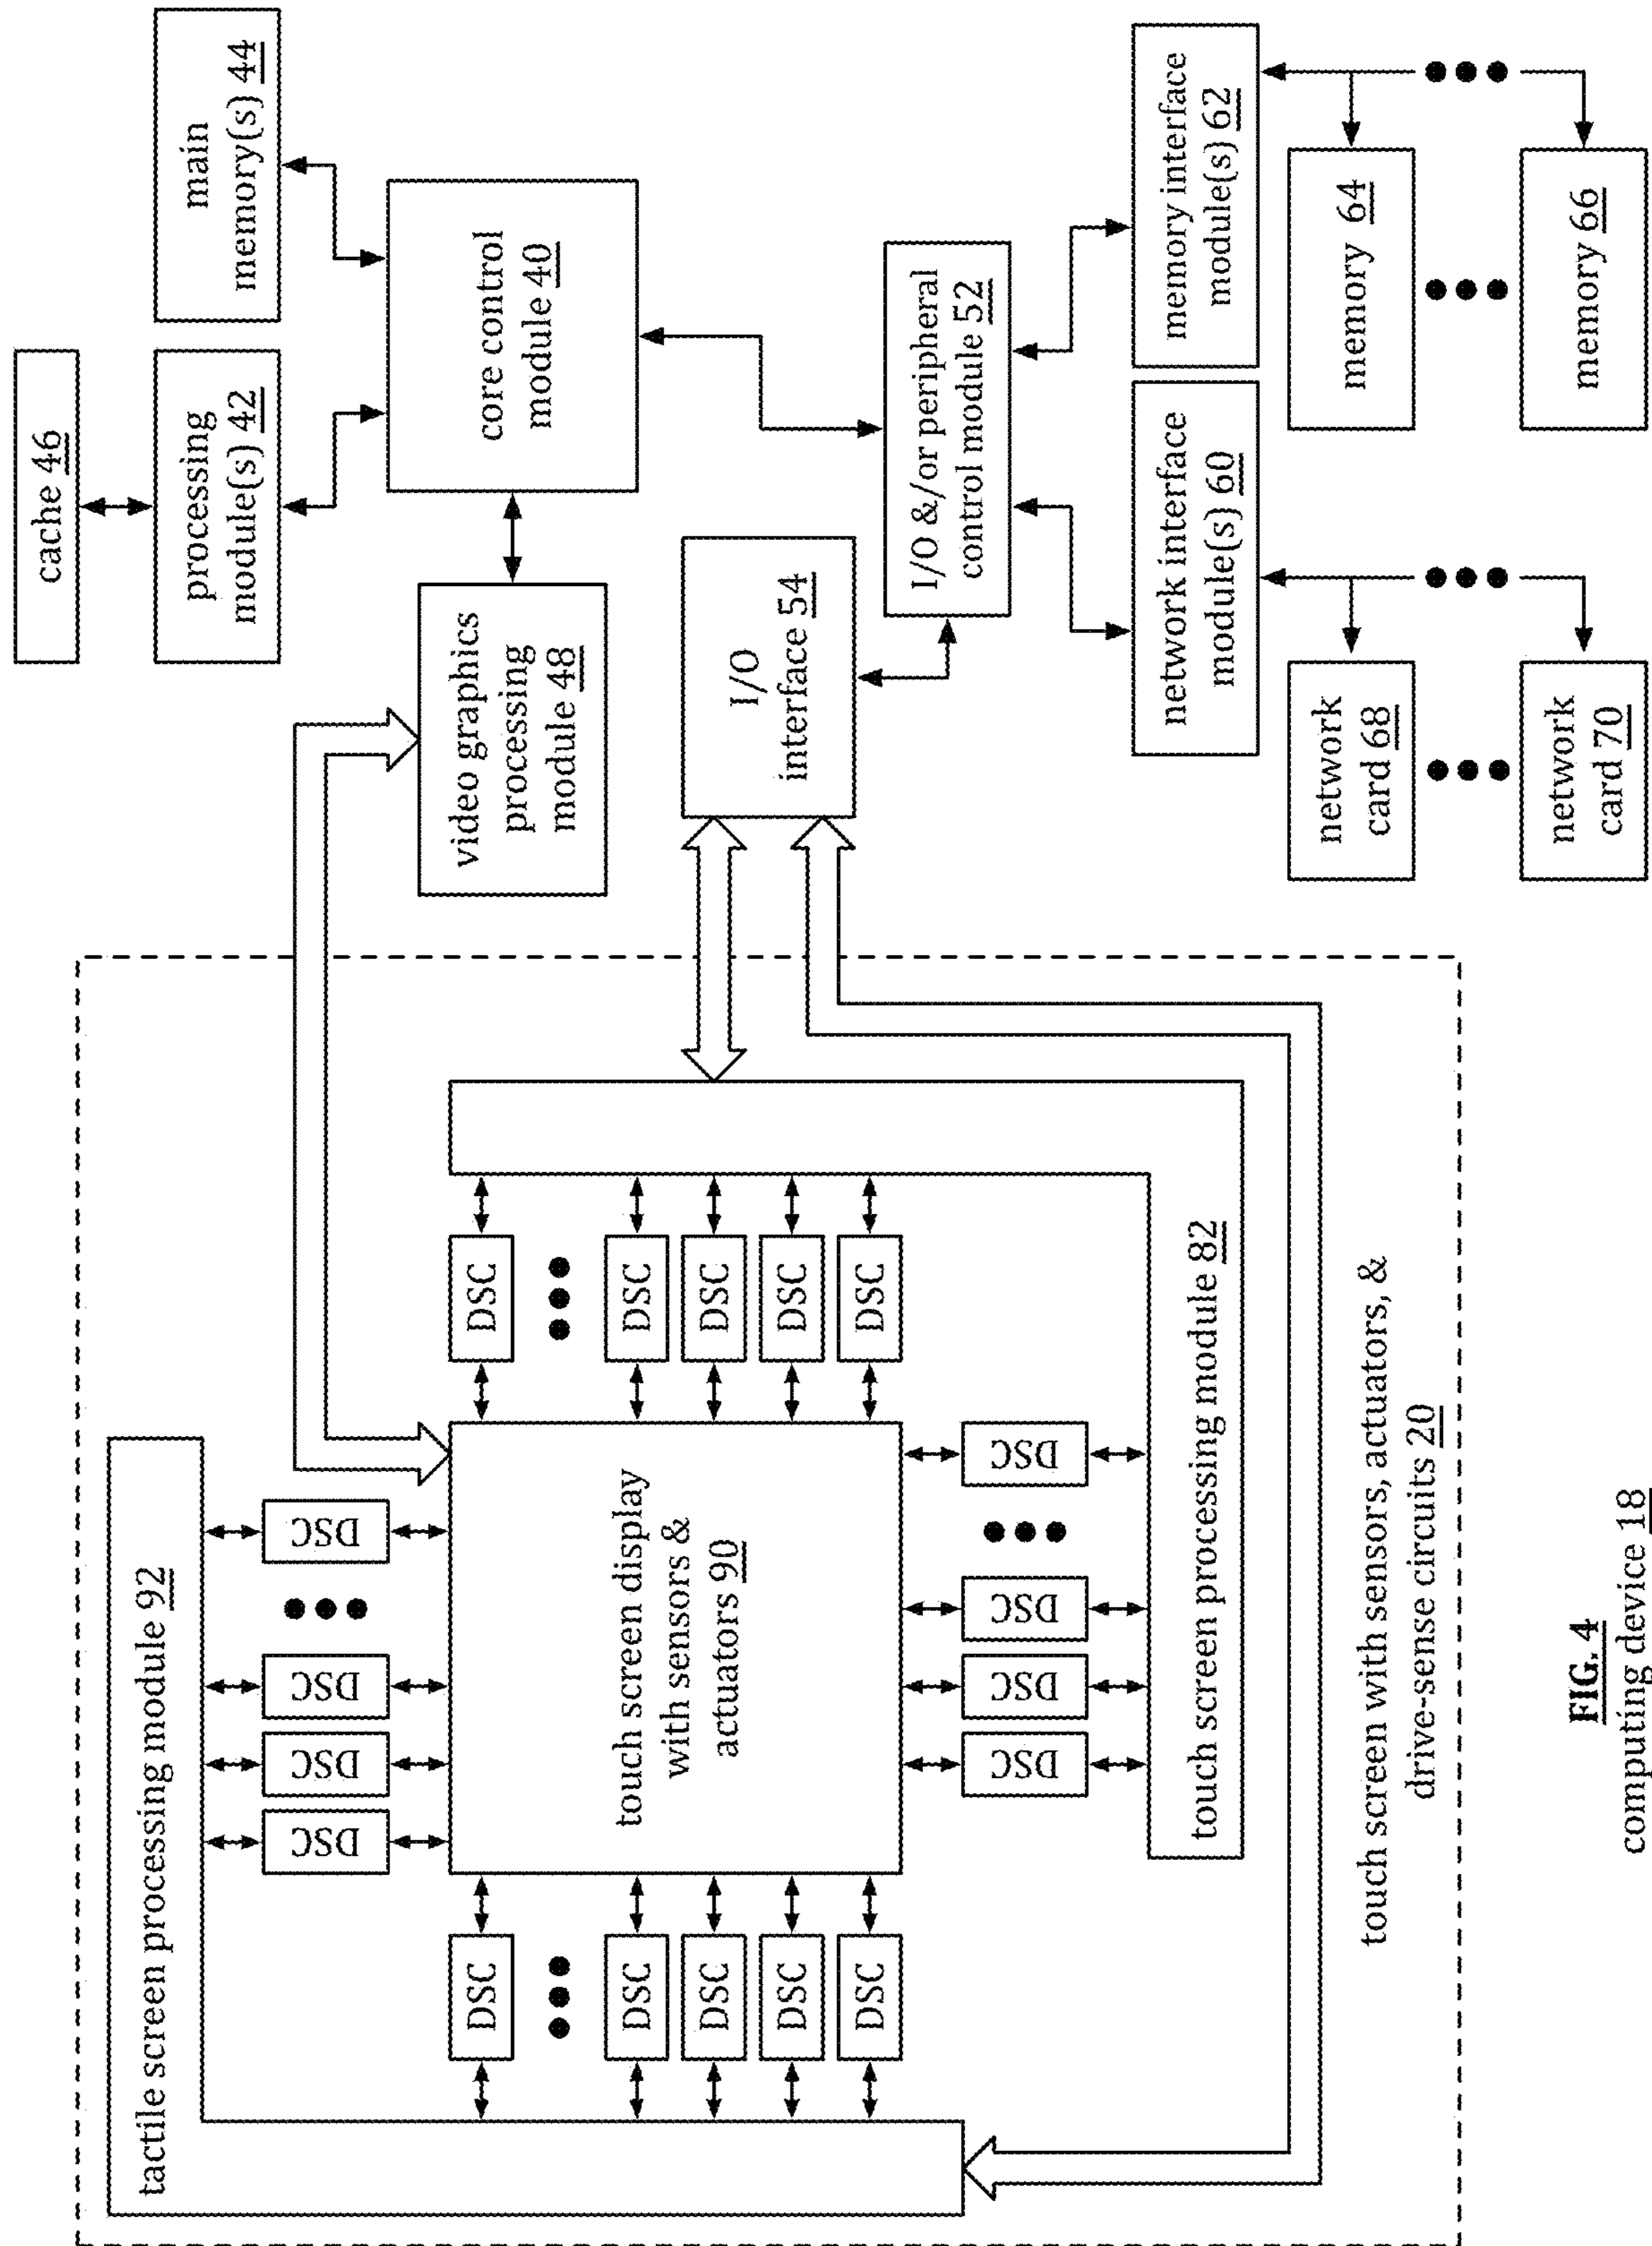 tactile screen processing module 92
DSC
DSC
DSC
DSC
DSC
DSC
DSC
DSC
DSC
touch screen display
with sensors &
actuators 90
DSC
DSC
DSC
DSC
DSC
DSC
DSC
DSC
DSC
touch screen processing module 82
touch screen with sensors, actuators, &
drive-sense circuits 20
cache 46
processing
module(s) 42
main
memory(s) 44
core control
module 40
video graphics
processing
module 48
I/O
interface 54
I/O &/or peripheral
control module 52
network interface
module(s) 60
memory interface
module(s) 62
network
card 68
network
card 70
memory 64
memory 66
FIG. 4
computing device 18